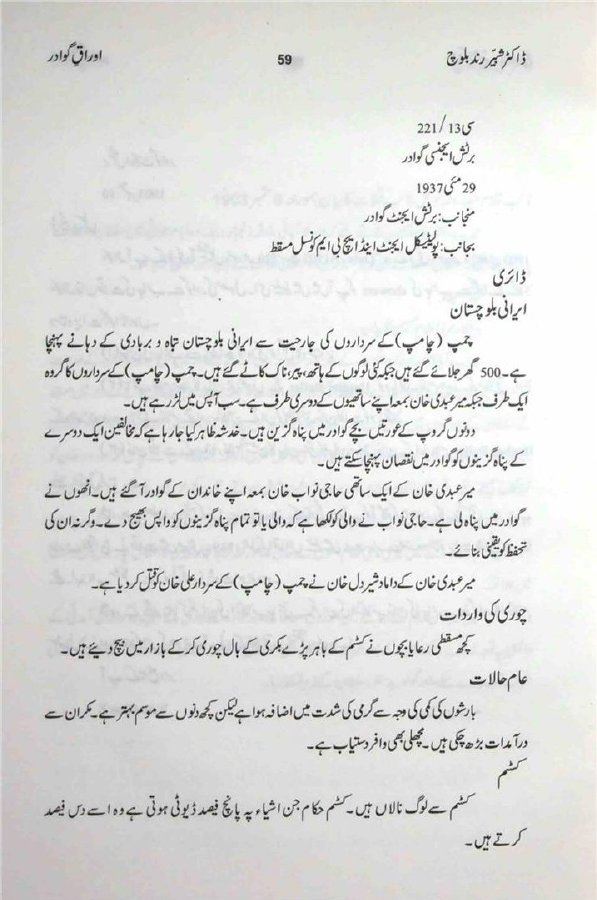 ڈاکٹر شہیر رند بلوچ 59 اوراقِ گوادر
سی 13/ 221
برٹش ایجنسی گوادر
29 مئی 1937
منجانب: برٹش ایجنٹ گوادر
بجانب: پولیٹیکل ایجنٹ اینڈ ایچ بی ایم کونسل مسقط
ڈائری
ایرانی بلوچستان
چمپ (چامپ) کے سرداروں کی جارحیت سے ایرانی بلوچستان تباہ و بربادی کے دہانے پہنچا
ہے۔ 500 گھر جلائے گئے ہیں جبکہ کئی لوگوں کے ہاتھ، پیر، ناک کاٹے گئے ہیں۔ چمپ (چامپ) کے سرداروں کا گروہ
ایک طرف جبکہ میر عبدی خان بمعہ اپنے ساتھیوں کے دوسری طرف ہے۔ سب آپس میں لڑ رہے ہیں۔
دونوں گروپ کے عورتیں بچے گوادر میں پناہ گزین ہیں۔ خدشہ ظاہر کیا جا رہا ہے کہ مخالفین ایک دوسرے
کے پناہ گزینوں کو گوادر میں نقصان پہنچا سکتے ہیں۔
میر عبدی خان کے ایک ساتھی حاجی نواب خان بمعہ اپنے خاندان کے گوادر آ گئے ہیں۔ انھوں نے
گوادر میں پناہ لی ہے۔ حاجی نواب نے والی کو لکھا ہے کہ والی یا تو تمام پناہ گزینوں کو واپس بھیج دے۔ وگرنہ ان کی
تحفظ کو یقینی بنائے۔
میر عبدی خان کے داماد شیر دل خان نے چمپ (چامپ) کے سردار علی خان کو قتل کر دیا ہے۔
چوری کی واردات
کچھ مسقطی رعایا بچوں نے کسٹم کے باہر پڑے بکری کے بال چوری کر کے بازار میں بیچ دیئے ہیں۔
عام حالات
بارشوں کی کمی کی وجہ سے گرمی کی شدت میں اضافہ ہوا ہے لیکن کچھ دنوں سے موسم بہتر ہے۔ مکران سے
درآمدات بڑھ چکی ہیں۔ مچھلی بھی وافر دستیاب ہے۔
کسٹم
کسٹم سے لوگ نالاں ہیں۔ کسٹم حکام جن اشیاء پہ پانچ فیصد ڈیوٹی ہوتی ہے وہ اسے دس فیصد
کرتے ہیں۔